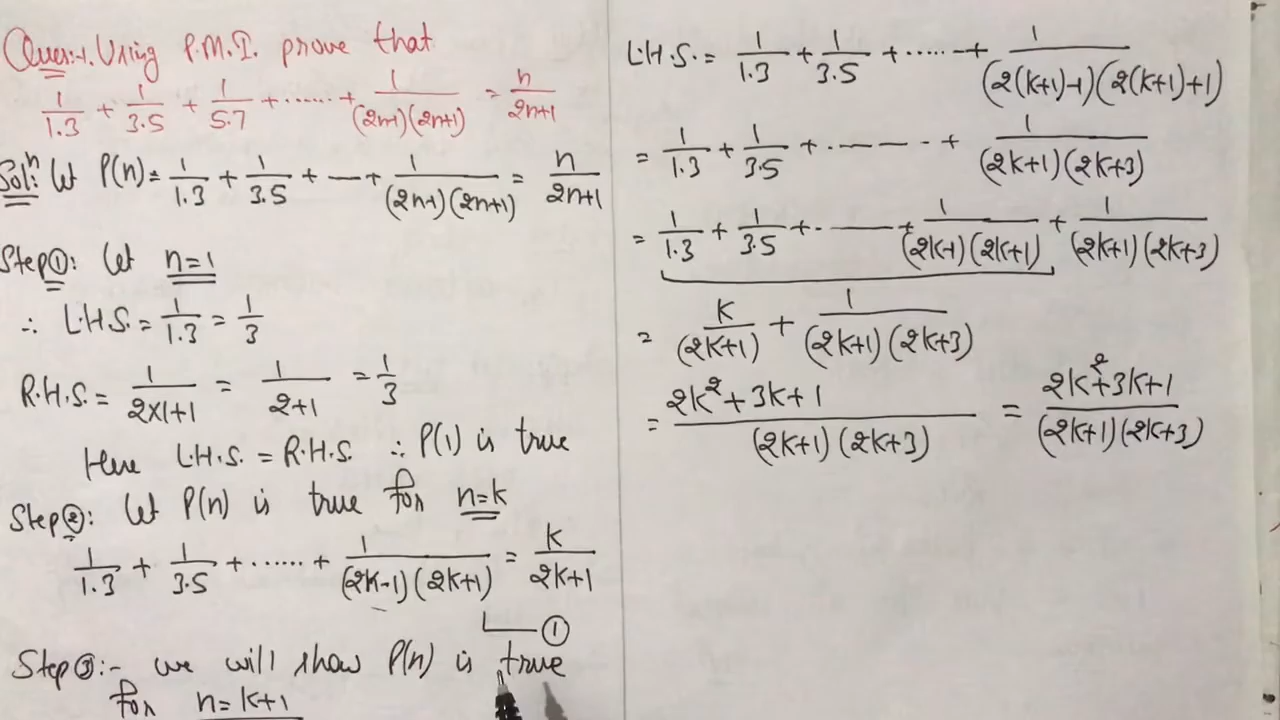 Ques:-1. Using P.M.I. prove that
1/1.3 + 1/3.5 + 1/5.7 + ...... + 1/(2n-1)(2n+1) = n/2n+1
Solⁿ: Let P(n) = 1/1.3 + 1/3.5 + — + 1/(2n-1)(2n+1) = n/2n+1
Step①: Let n=1
∴ L.H.S. = 1/1.3 = 1/3
R.H.S. = 1/2×1+1 = 1/2+1 = 1/3
Here L.H.S. = R.H.S. ∴ P(1) is true
Step②: Let P(n) is true for n=k
1/1.3 + 1/3.5 + ...... + 1/(2k-1)(2k+1) = k/2k+1
①
Step③:- we will show P(n) is true
for n=k+1
L.H.S. = 1/1.3 + 1/3.5 + ...... + 1/(2(k+1)-1)(2(k+1)+1)
= 1/1.3 + 1/3.5 + .——— . + 1/(2k+1)(2k+3)
= 1/1.3 + 1/3.5 + .—— + 1/(2k-1)(2k+1) + 1/(2k+1)(2k+3)
= k/(2k+1) + 1/(2k+1)(2k+3)
= 2k²+3k+1/(2k+1)(2k+3) = 2k²+3k+1/(2k+1)(2k+3)